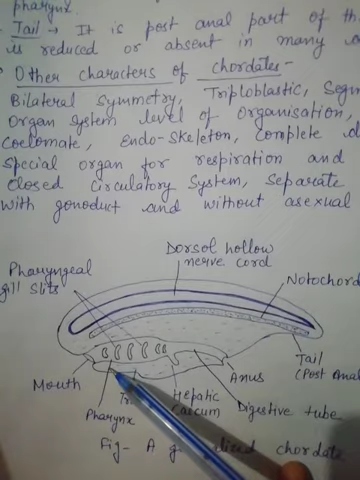 pharynx.
Tail → It is post anal part of th
is reduced or absent in many
Other characters of chordates-
Bilateral symmetry, Triploblastic, Segm
Organ system level of Organisation,
coelomate, endo-skeleton, complete d
special organ for respiration and
closed circulatory system, separate
with gonoduct and without asexual
Dorsal hollow
nerve cord
Pharyngeal
gill slits
Notochord
Tail
(Post Anal
Mouth
Anus
Hepatic
caecum
Digestive tube
Pharynx
Fig- A g dized chordate